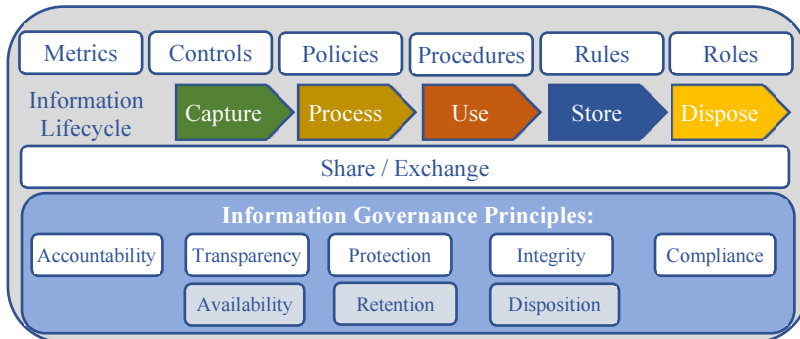 Metrics Controls Policies Procedures Rules Roles
Information
Lifecycle
Capture Process Use Store Dispose
Share / Exchange
Information Governance Principles:
Accountability Transparency Protection Integrity Compliance
Availability Retention Disposition